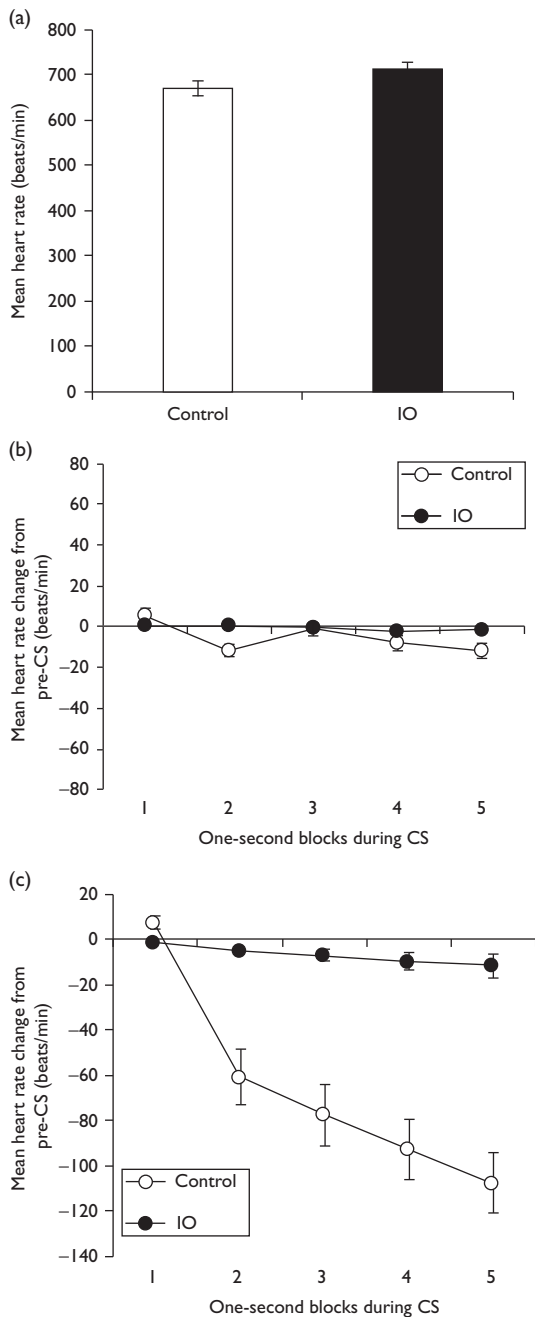 (a)
Mean heart rate (beats/min)
800
700
600
500
400
300
200
100
0
Control
IO
(b)
Mean heart rate change from
pre-CS (beats/min)
80
60
40
20
0
−20
−40
−60
−80
Control
IO
1 2 3 4 5
One-second blocks during CS
(c)
Mean heart rate change from
pre-CS (beats/min)
20
0
−20
−40
−60
−80
−100
−120
−140
Control
IO
1 2 3 4 5
One-second blocks during CS